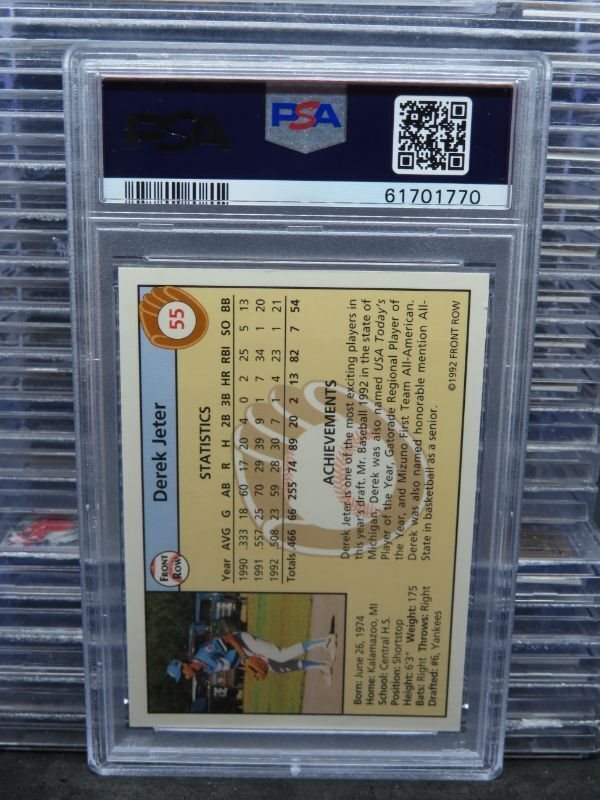 PSA
PSA
61701770
FRONT ROW
Derek Jeter
55
STATISTICS
Year AVG G AB R H 2B 3B HR RBI SO BB
1990 .333 18 60 17 20 4 0 2 25 5 13
1991 .557 25 70 29 39 9 1 7 34 1 20
1992 .508 23 59 28 30 7 1 4 23 1 21
Totals .466 66 255 74 89 20 2 13 82 7 54
ACHIEVEMENTS
Derek Jeter is one of the most exciting players in
this year's draft. Mr. Baseball 1992 in the state of
Michigan, Derek was also named USA Today's
Player of the Year, Gatorade Regional Player of
the Year, and Mizuno First Team All-American.
Derek was also named honorable mention All-
State in basketball as a senior.
©1992 FRONT ROW
Born: June 26, 1974
Home: Kalamazoo, MI
School: Central H.S.
Position: Shortstop
Height: 6'3" Weight: 175
Bats: Right Throws: Right
Drafted: #6, Yankees